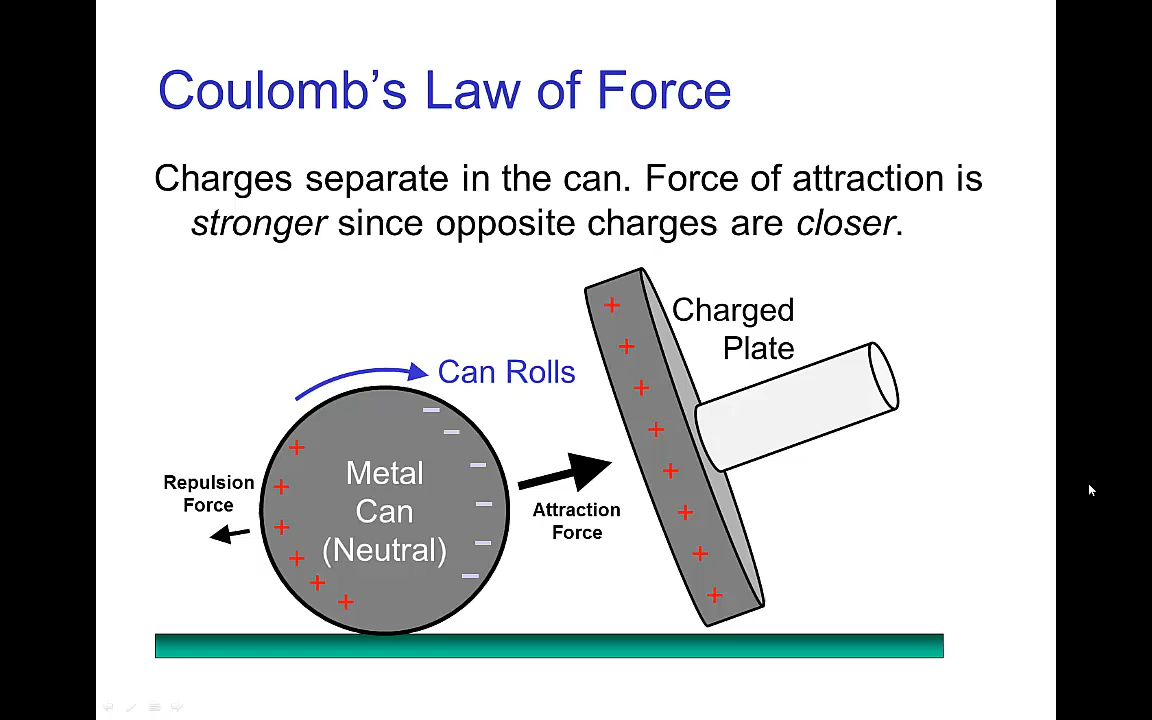 Coulomb’s Law of Force
Charges separate in the can. Force of attraction is
stronger since opposite charges are closer.
Charged
Plate
Can Rolls
Metal
Can
(Neutral)
Repulsion
Force
Attraction
Force